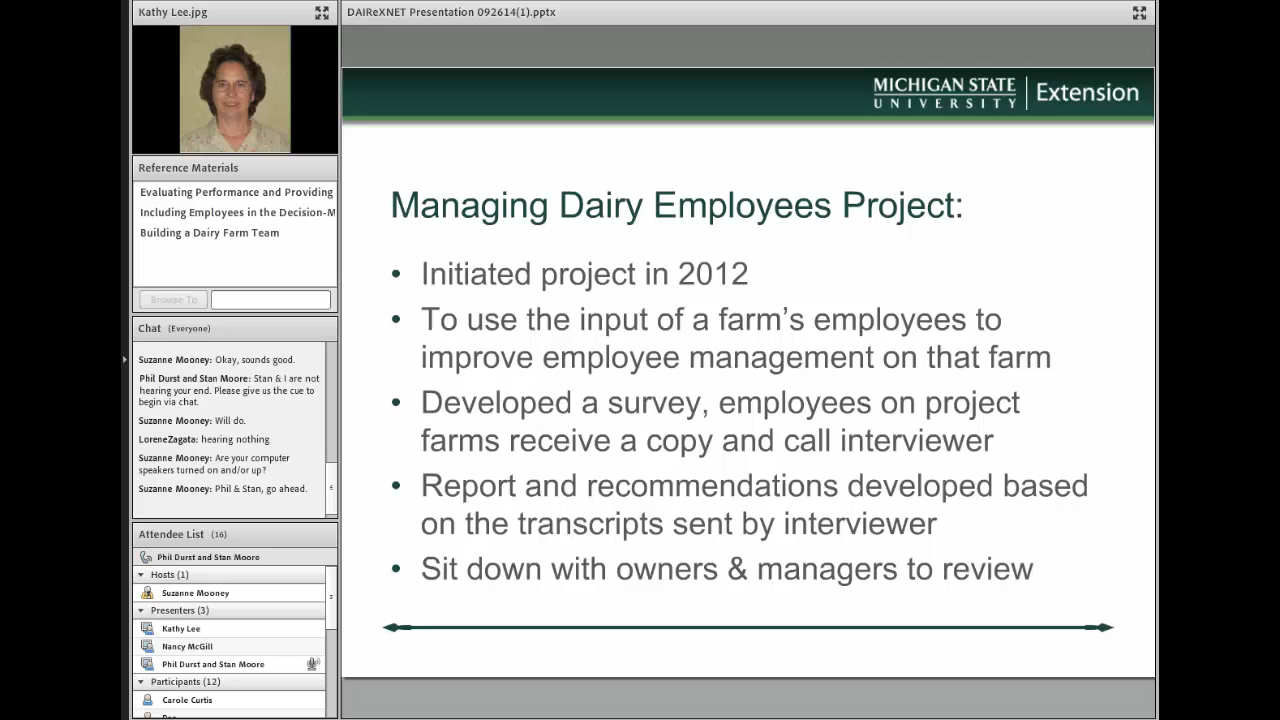 Kathy Lee.jpg
Reference Materials
Evaluating Performance and Providing
Including Employees in the Decision-M
Building a Dairy Farm Team
Browse To
Chat (Everyone)
Suzanne Mooney: Okay, sounds good.
Phil Durst and Stan Moore: Stan & I are not
hearing your end. Please give us the cue to
begin via chat.
Suzanne Mooney: Will do.
LoreneZagata: hearing nothing
Suzanne Mooney: Are your computer
speakers turned on and/or up?
Suzanne Mooney: Phil & Stan, go ahead.
Attendee List (16)
Phil Durst and Stan Moore
Hosts (1)
Suzanne Mooney
Presenters (3)
Kathy Lee
Nancy McGill
Phil Durst and Stan Moore
Participants (12)
Carole Curtis
DAIReXNET Presentation 092614(1).pptx
MICHIGAN STATE
UNIVERSITY
Extension
Managing Dairy Employees Project:
• Initiated project in 2012
• To use the input of a farm's employees to
improve employee management on that farm
• Developed a survey, employees on project
farms receive a copy and call interviewer
• Report and recommendations developed based
on the transcripts sent by interviewer
• Sit down with owners & managers to review